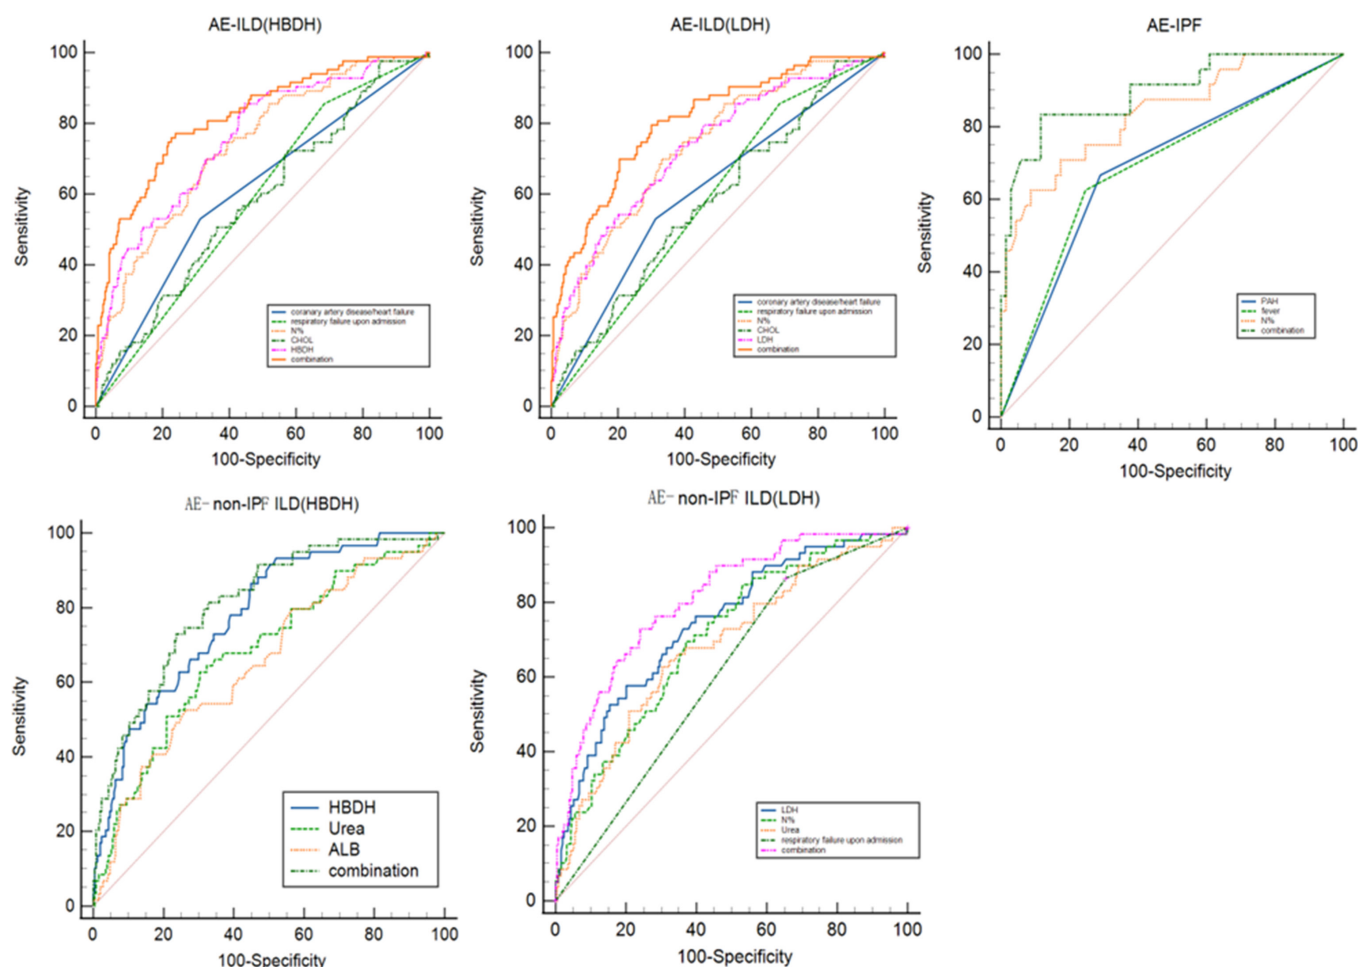 AE-ILD(HBDH)
100
80
60
40
20
0
Sensitivity
coronary artery disease/heart failure
respiratory failure upon admission
N%
CHOL
HBDH
combination
0 20 40 60 80 100
100-Specificity
AE-ILD(LDH)
100
80
60
40
20
0
Sensitivity
coronary artery disease/heart failure
respiratory failure upon admission
N%
CHOL
LDH
combination
0 20 40 60 80 100
100-Specificity
AE-IPF
100
80
60
40
20
0
Sensitivity
PAH
fever
N%
combination
0 20 40 60 80 100
100-Specificity
AE-non-IPF ILD(HBDH)
100
80
60
40
20
0
Sensitivity
HBDH
Urea
ALB
combination
0 20 40 60 80 100
100-Specificity
AE-non-IPF ILD(LDH)
100
80
60
40
20
0
Sensitivity
LDH
N%
Urea
respiratory failure upon admission
combination
0 20 40 60 80 100
100-Specificity